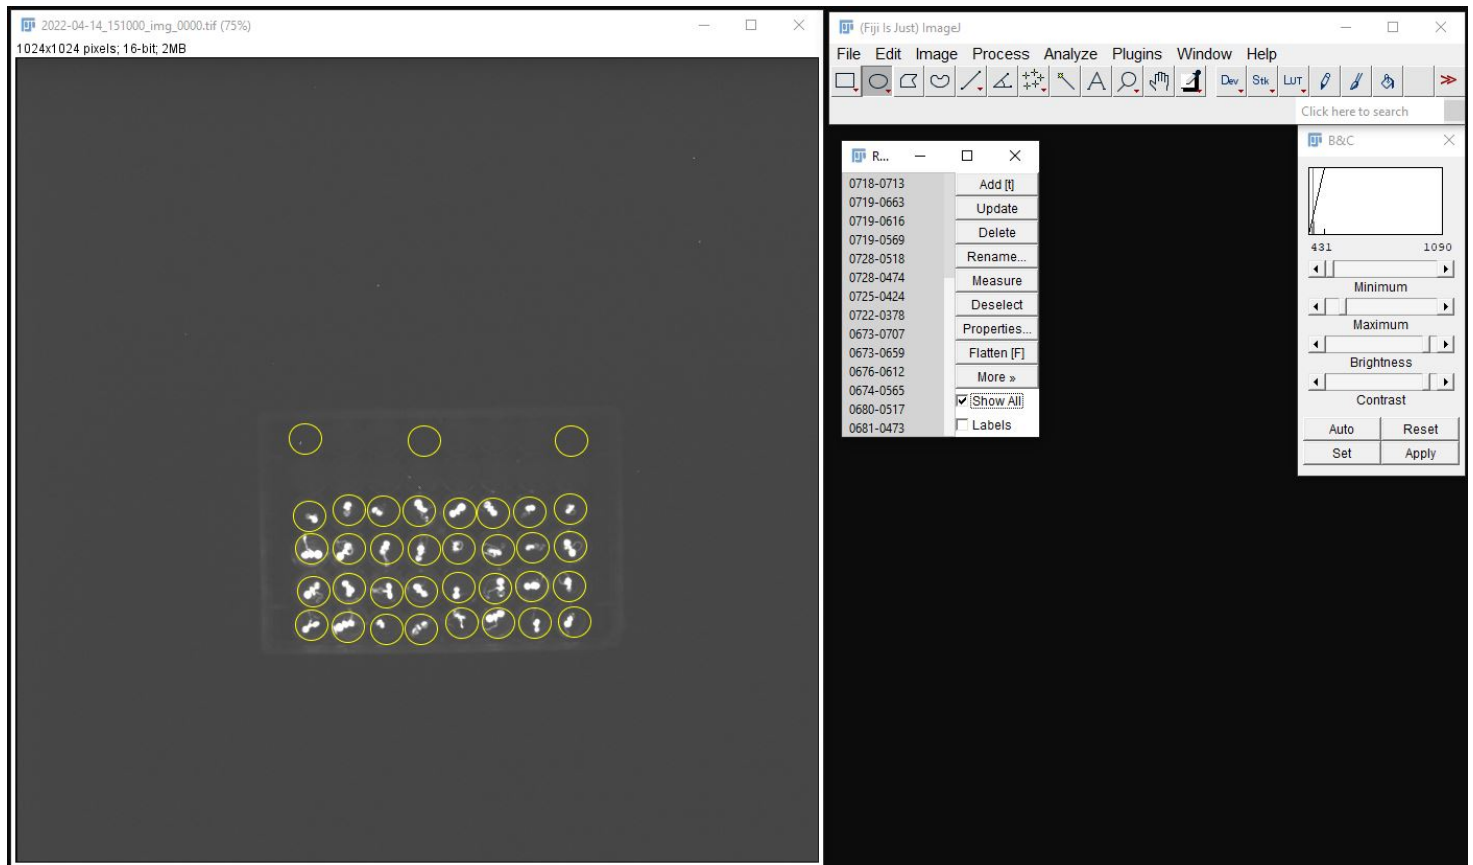 2022-04-14_151000_img_0000.tif (75%)
1024x1024 pixels; 16-bit; 2MB
(Fiji Is Just) ImageJ
File Edit Image Process Analyze Plugins Window Help
Dev Stk LUT
Click here to search
R...
0718-0713
0719-0663
0719-0616
0719-0569
0728-0518
0728-0474
0725-0424
0722-0378
0673-0707
0673-0659
0676-0612
0674-0565
0680-0517
0681-0473
Add [t]
Update
Delete
Rename...
Measure
Deselect
Properties...
Flatten [F]
More »
Show All
Labels
B&C
431 1090
Minimum
Maximum
Brightness
Contrast
Auto Reset
Set Apply